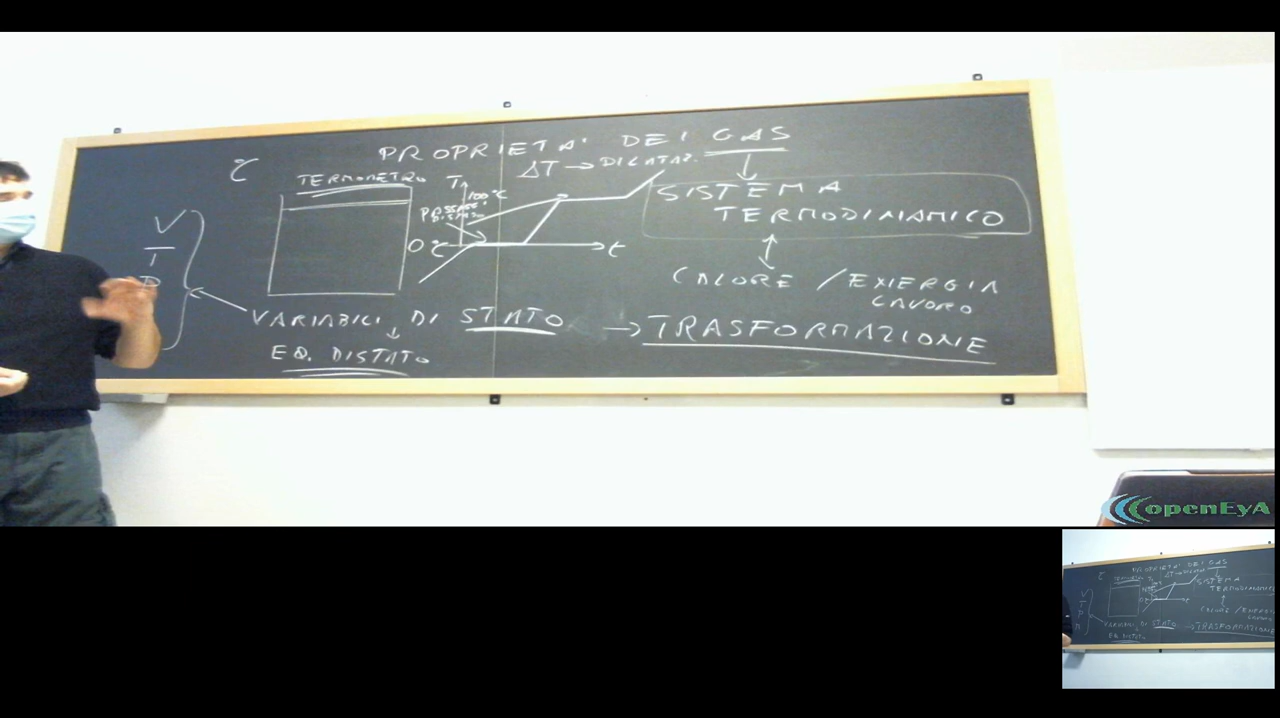 PROPRIETA' DEI GAS
°C
TERMOMETRO
T
100°C
ΔT → DILATAZ.
SISTEMA
TERMODINAMICO
0°C
t
V
T
P
CALORE / ENERGIA
LAVORO
VARIABILI DI STATO → TRASFORMAZIONE
EQ. DI STATO
openEyA